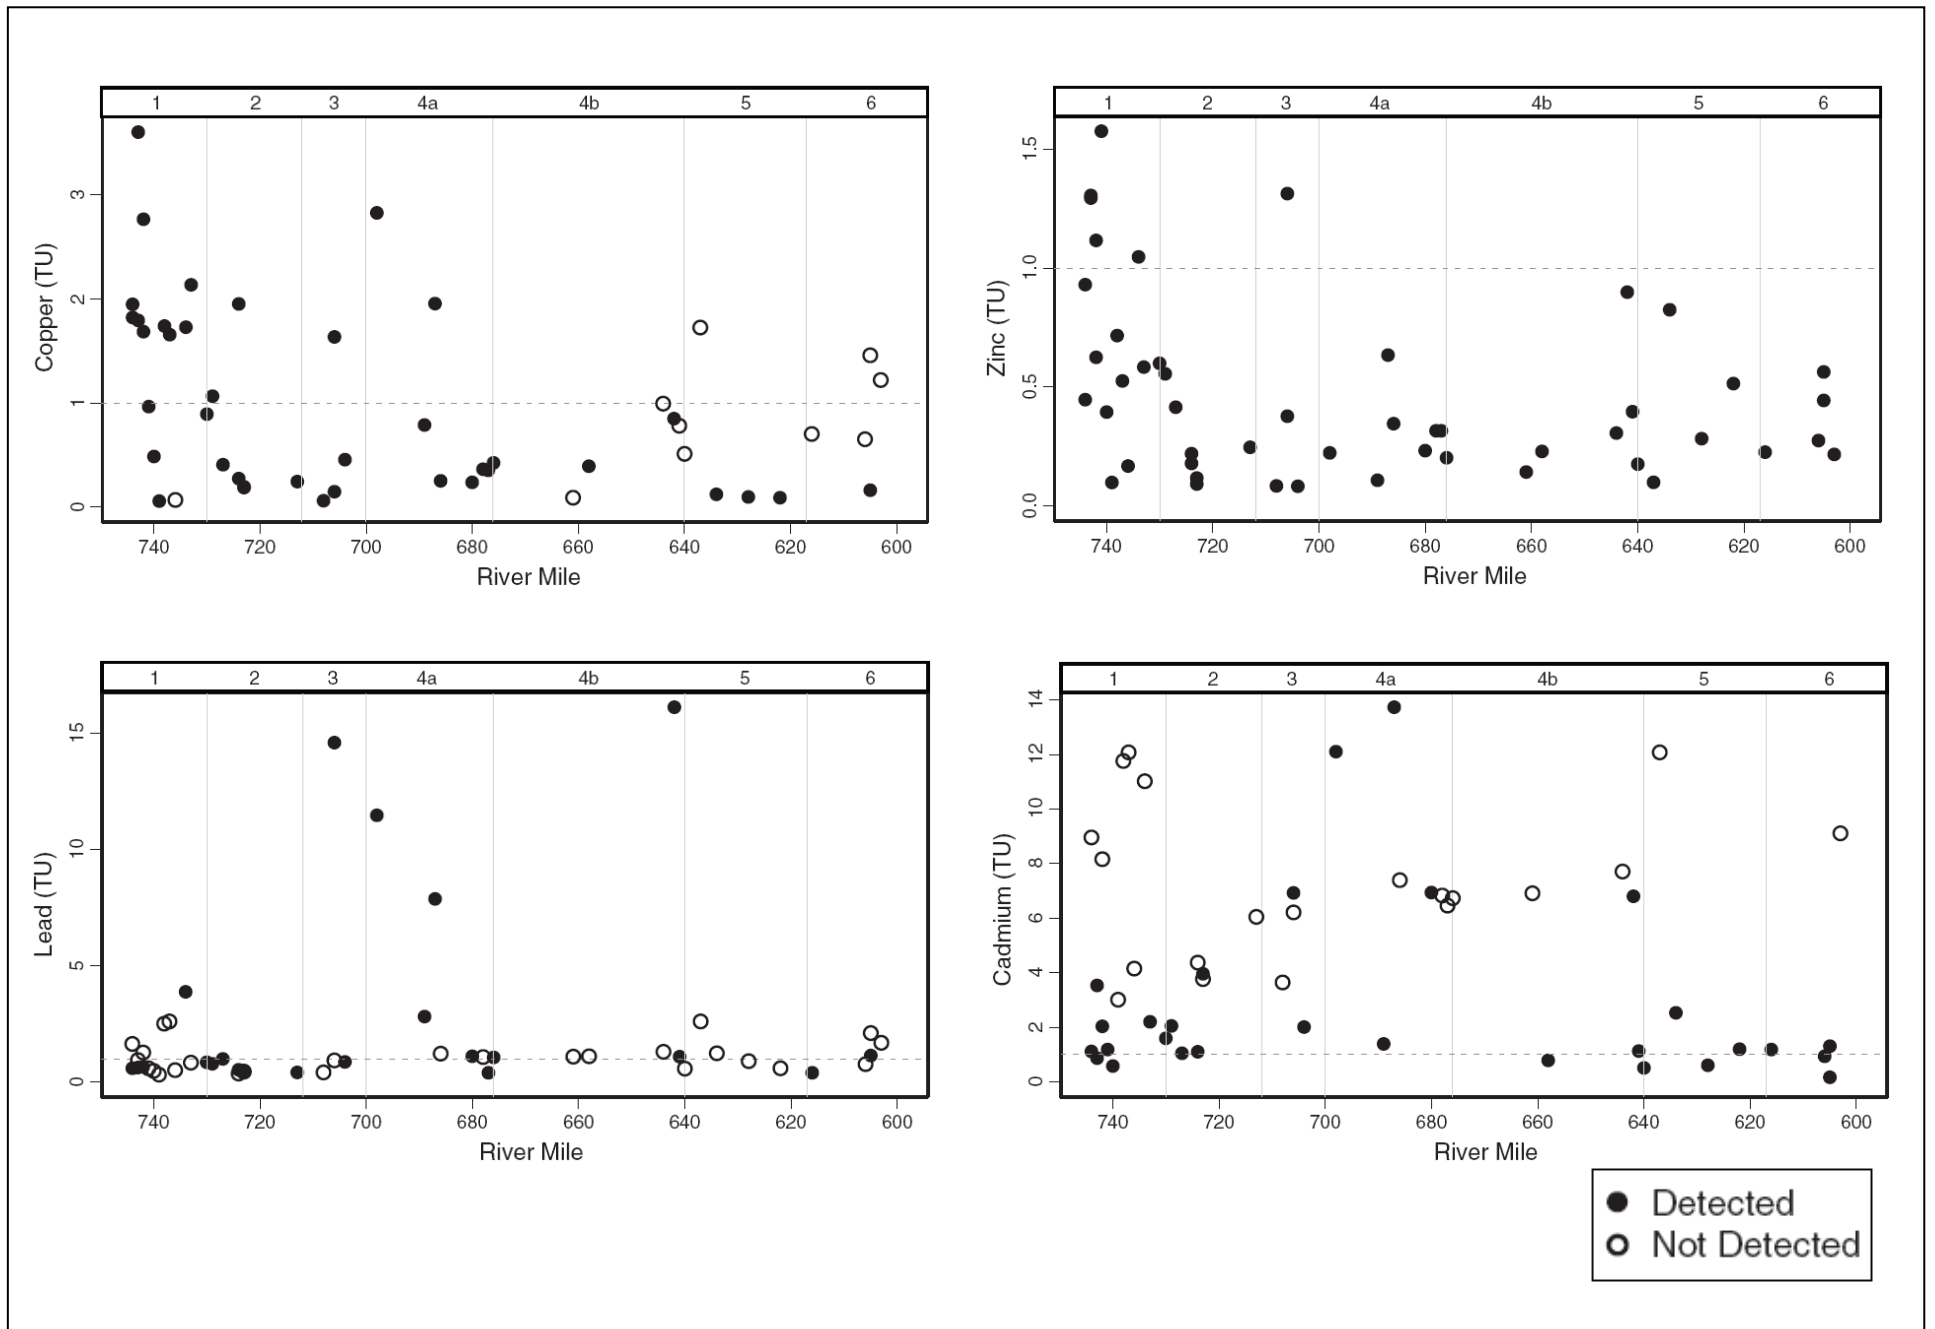 1 2 3 4a 4b 5 6
Copper (TU)
3
2
1
0
740 720 700 680 660 640 620 600
River Mile
1 2 3 4a 4b 5 6
Zinc (TU)
1.5
1.0
0.5
0.0
740 720 700 680 660 640 620 600
River Mile
1 2 3 4a 4b 5 6
Lead (TU)
15
10
5
0
740 720 700 680 660 640 620 600
River Mile
1 2 3 4a 4b 5 6
Cadmium (TU)
14
12
10
8
6
4
2
0
740 720 700 680 660 640 620 600
River Mile
Detected
Not Detected